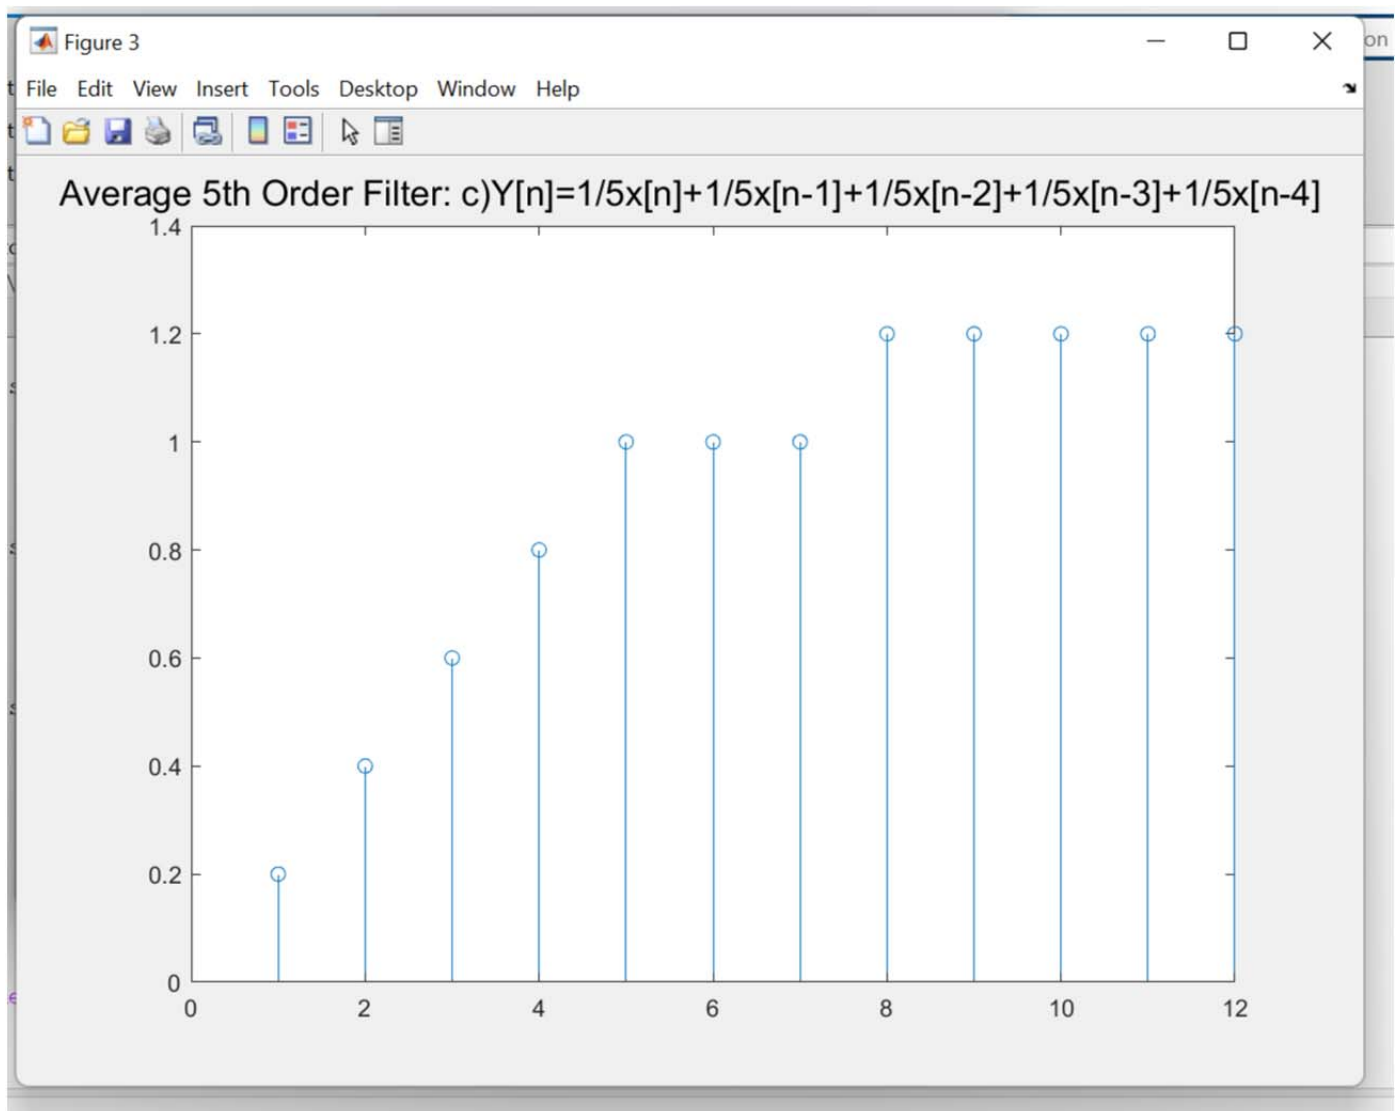 Figure 3
on
File Edit View Insert Tools Desktop Window Help
Average 5th Order Filter: c)Y[n]=1/5x[n]+1/5x[n-1]+1/5x[n-2]+1/5x[n-3]+1/5x[n-4]
1.4
1.2
1
0.8
0.6
0.4
0.2
0
0 2 4 6 8 10 12